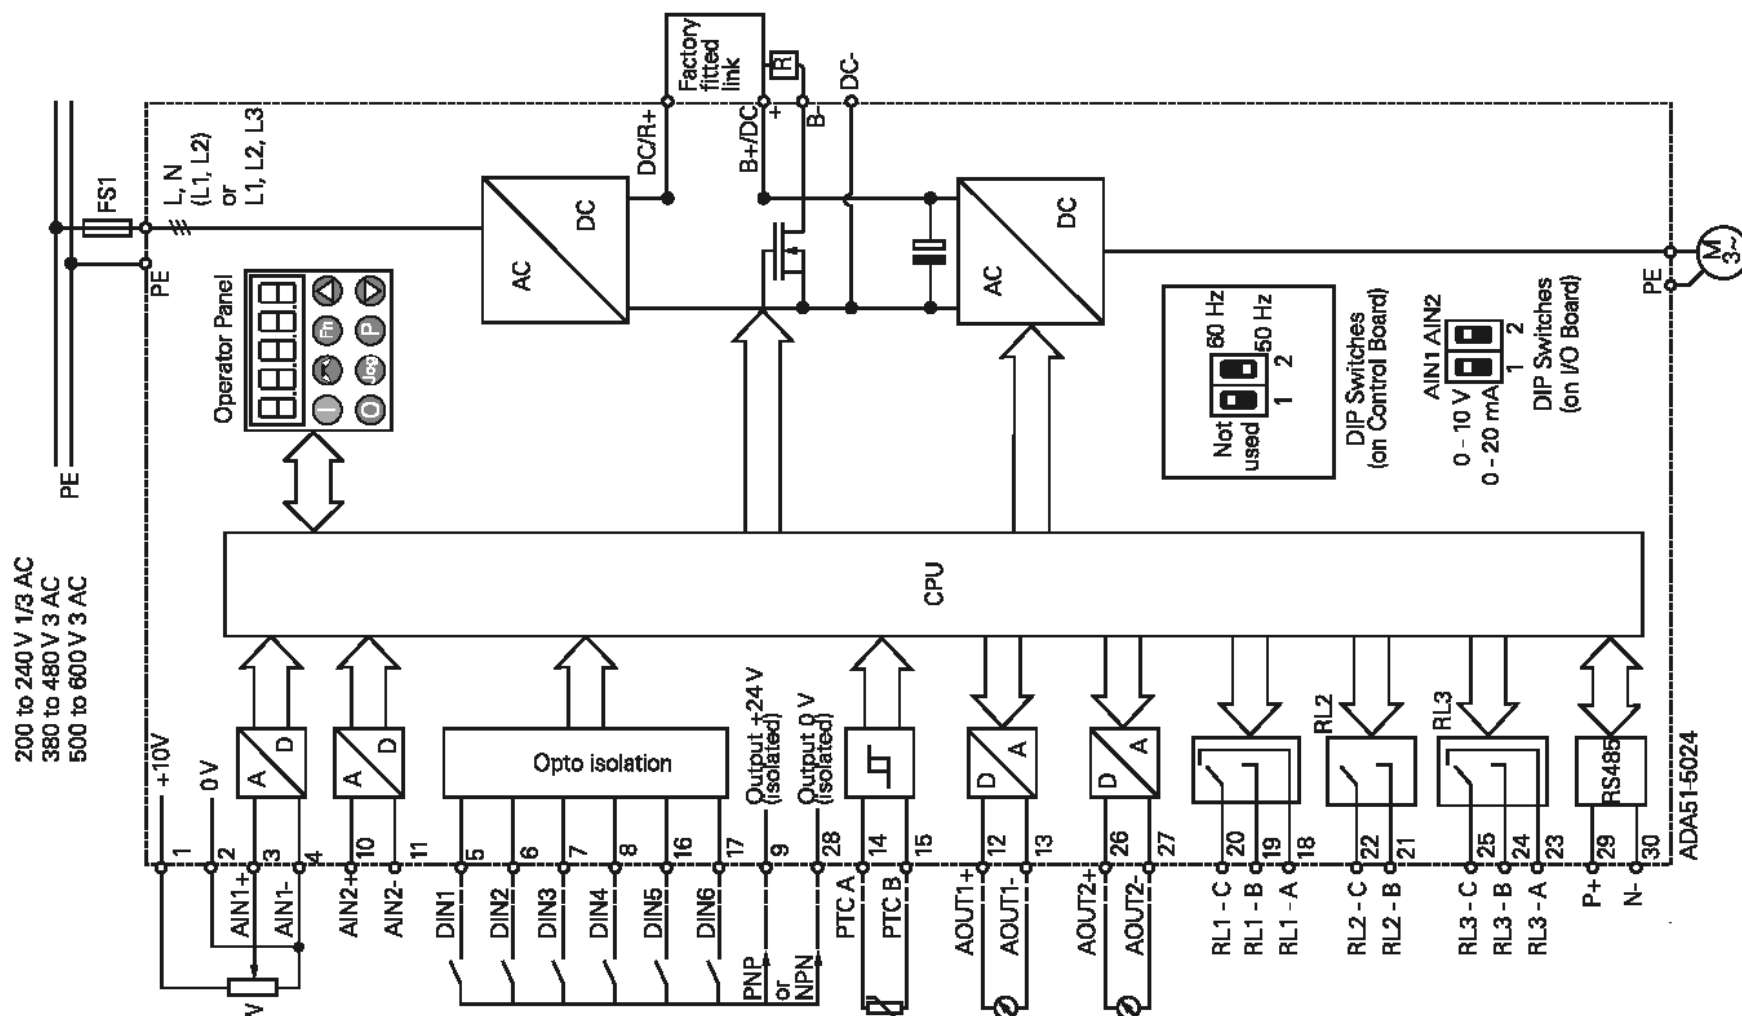 200 to 240 V 1/3 AC
380 to 480 V 3 AC
500 to 600 V 3 AC
PE
FS1
PE
L, N
(L1, L2)
or
L1, L2, L3
Operator Panel
I
Fn
O
Jog
P
AC
DC
DC/R+
Factory
fitted
link
B+/DC
+
R
B-
DC-
AC
DC
PE
M
3~
Not
used
60 Hz
50 Hz
1
2
DIP Switches
(on Control Board)
AIN1 AIN2
0 - 10 V
0 - 20 mA
1
2
DIP Switches
(on I/O Board)
CPU
+10V
0 V
A
D
A
D
Opto isolation
Output +24 V
(isolated)
Output 0 V
(isolated)
D
A
D
A
RL2
RL3
RS485
1
2
3
4
10
11
5
6
7
8
16
17
9
28
14
15
12
13
26
27
20
19
18
22
21
25
24
23
29
30
AIN1+
AIN1-
AIN2+
AIN2-
DIN1
DIN2
DIN3
DIN4
DIN5
DIN6
PNP
or
NPN
PTC A
PTC B
AOUT1+
AOUT1-
AOUT2+
AOUT2-
RL1 - C
RL1 - B
RL1 - A
RL2 - C
RL2 - B
RL3 - C
RL3 - B
RL3 - A
P+
N-
ADA51-5024